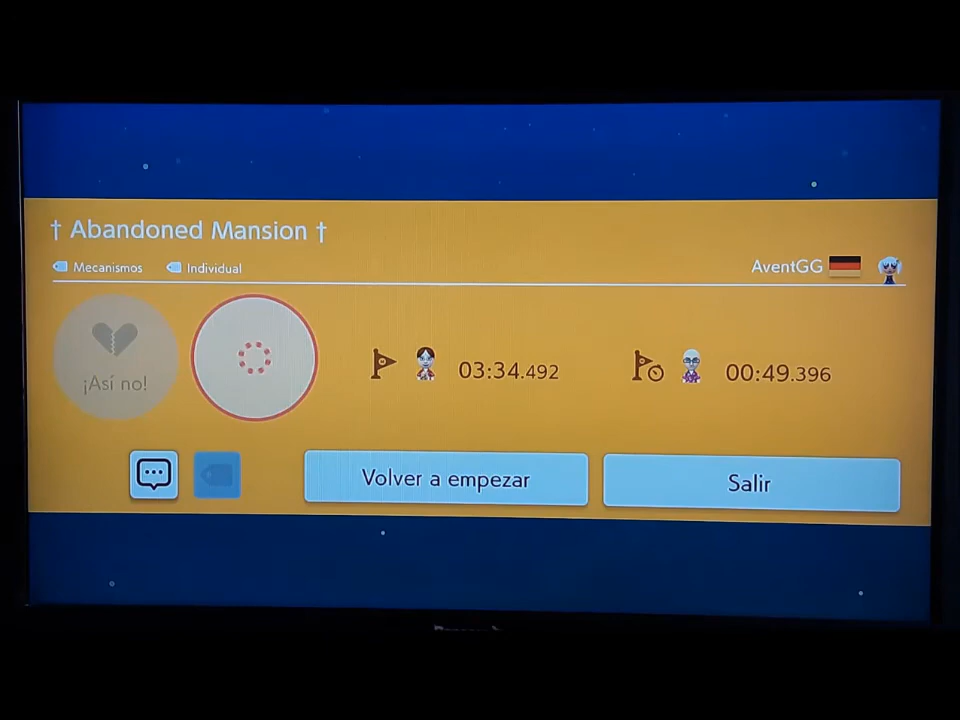 † Abandoned Mansion †
Mecanismos Individual
AventGG
¡Así no!
03:34.492
00:49.396
Volver a empezar
Salir